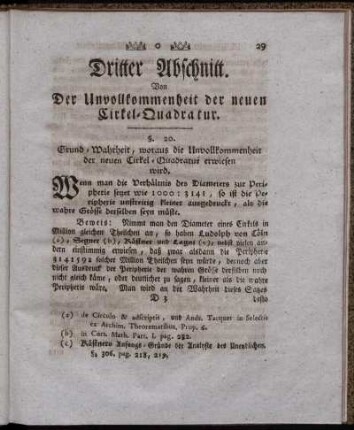 29
Dritter Abschnitt.
Von
Der Unvollkommenheit der neuen
Cirkel-Quadratur.
§. 20.
Grund-Wahrheit, woraus die Unvollkommenheit
der neuen Cirkel-Quadratur erwiesen
wird.
Wenn man die Verhältnis des Diameters zur Peri-
pherie setzet wie 1000 : 3141, so ist die Pe-
ripherie unstreitig kleiner ausgedruckt, als die
wahre Grösse derselben seyn müste.
Beweis: Nimmt man den Diameter eines Cirkels in
Million gleichen Theilchen an; so haben Ludolph von Cöln
(a), Segner (b), Kästner und Lagny (c), nebst vielen an-
dern einstimmig erwiesen, daß zwar alsdann die Peripherie
3141592 solcher Million Theilchen seyn würde, dennoch aber
dieser Ausdruck der Peripherie der wahren Grösse derselben noch
nicht gleich käme, oder deutlicher zu sagen, kleiner als die wahre
Peripherie wäre. Man wird an der Wahrheit dieses Satzes
D 3 desto
(a) de Circulo & adscriptis, und Andr. Tacquet in Selectis
ex Archim. Theorematibus, Prop. 4.
(b) in Curs. Math. Part. I. pag. 282.
(c) Kästners Anfangs-Gründe der Analysis des Unendlichen.
§. 306. pag. 218, 219.